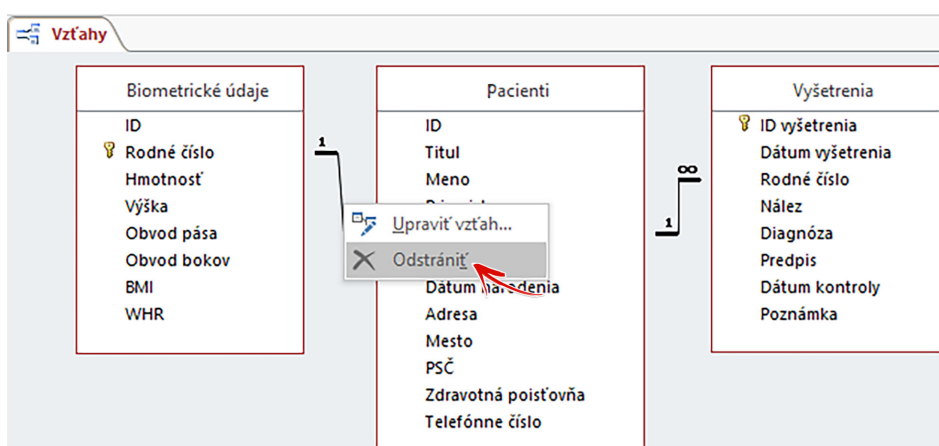 Vzťahy
Biometrické údaje
ID
Rodné číslo
Hmotnosť
Výška
Obvod pása
Obvod bokov
BMI
WHR
1
Pacienti
ID
Titul
Meno
Upraviť vzťah...
Odstrániť
Dátum narodenia
Adresa
Mesto
PSČ
Zdravotná poisťovňa
Telefónne číslo
1
∞
Vyšetrenia
ID vyšetrenia
Dátum vyšetrenia
Rodné číslo
Nález
Diagnóza
Predpis
Dátum kontroly
Poznámka